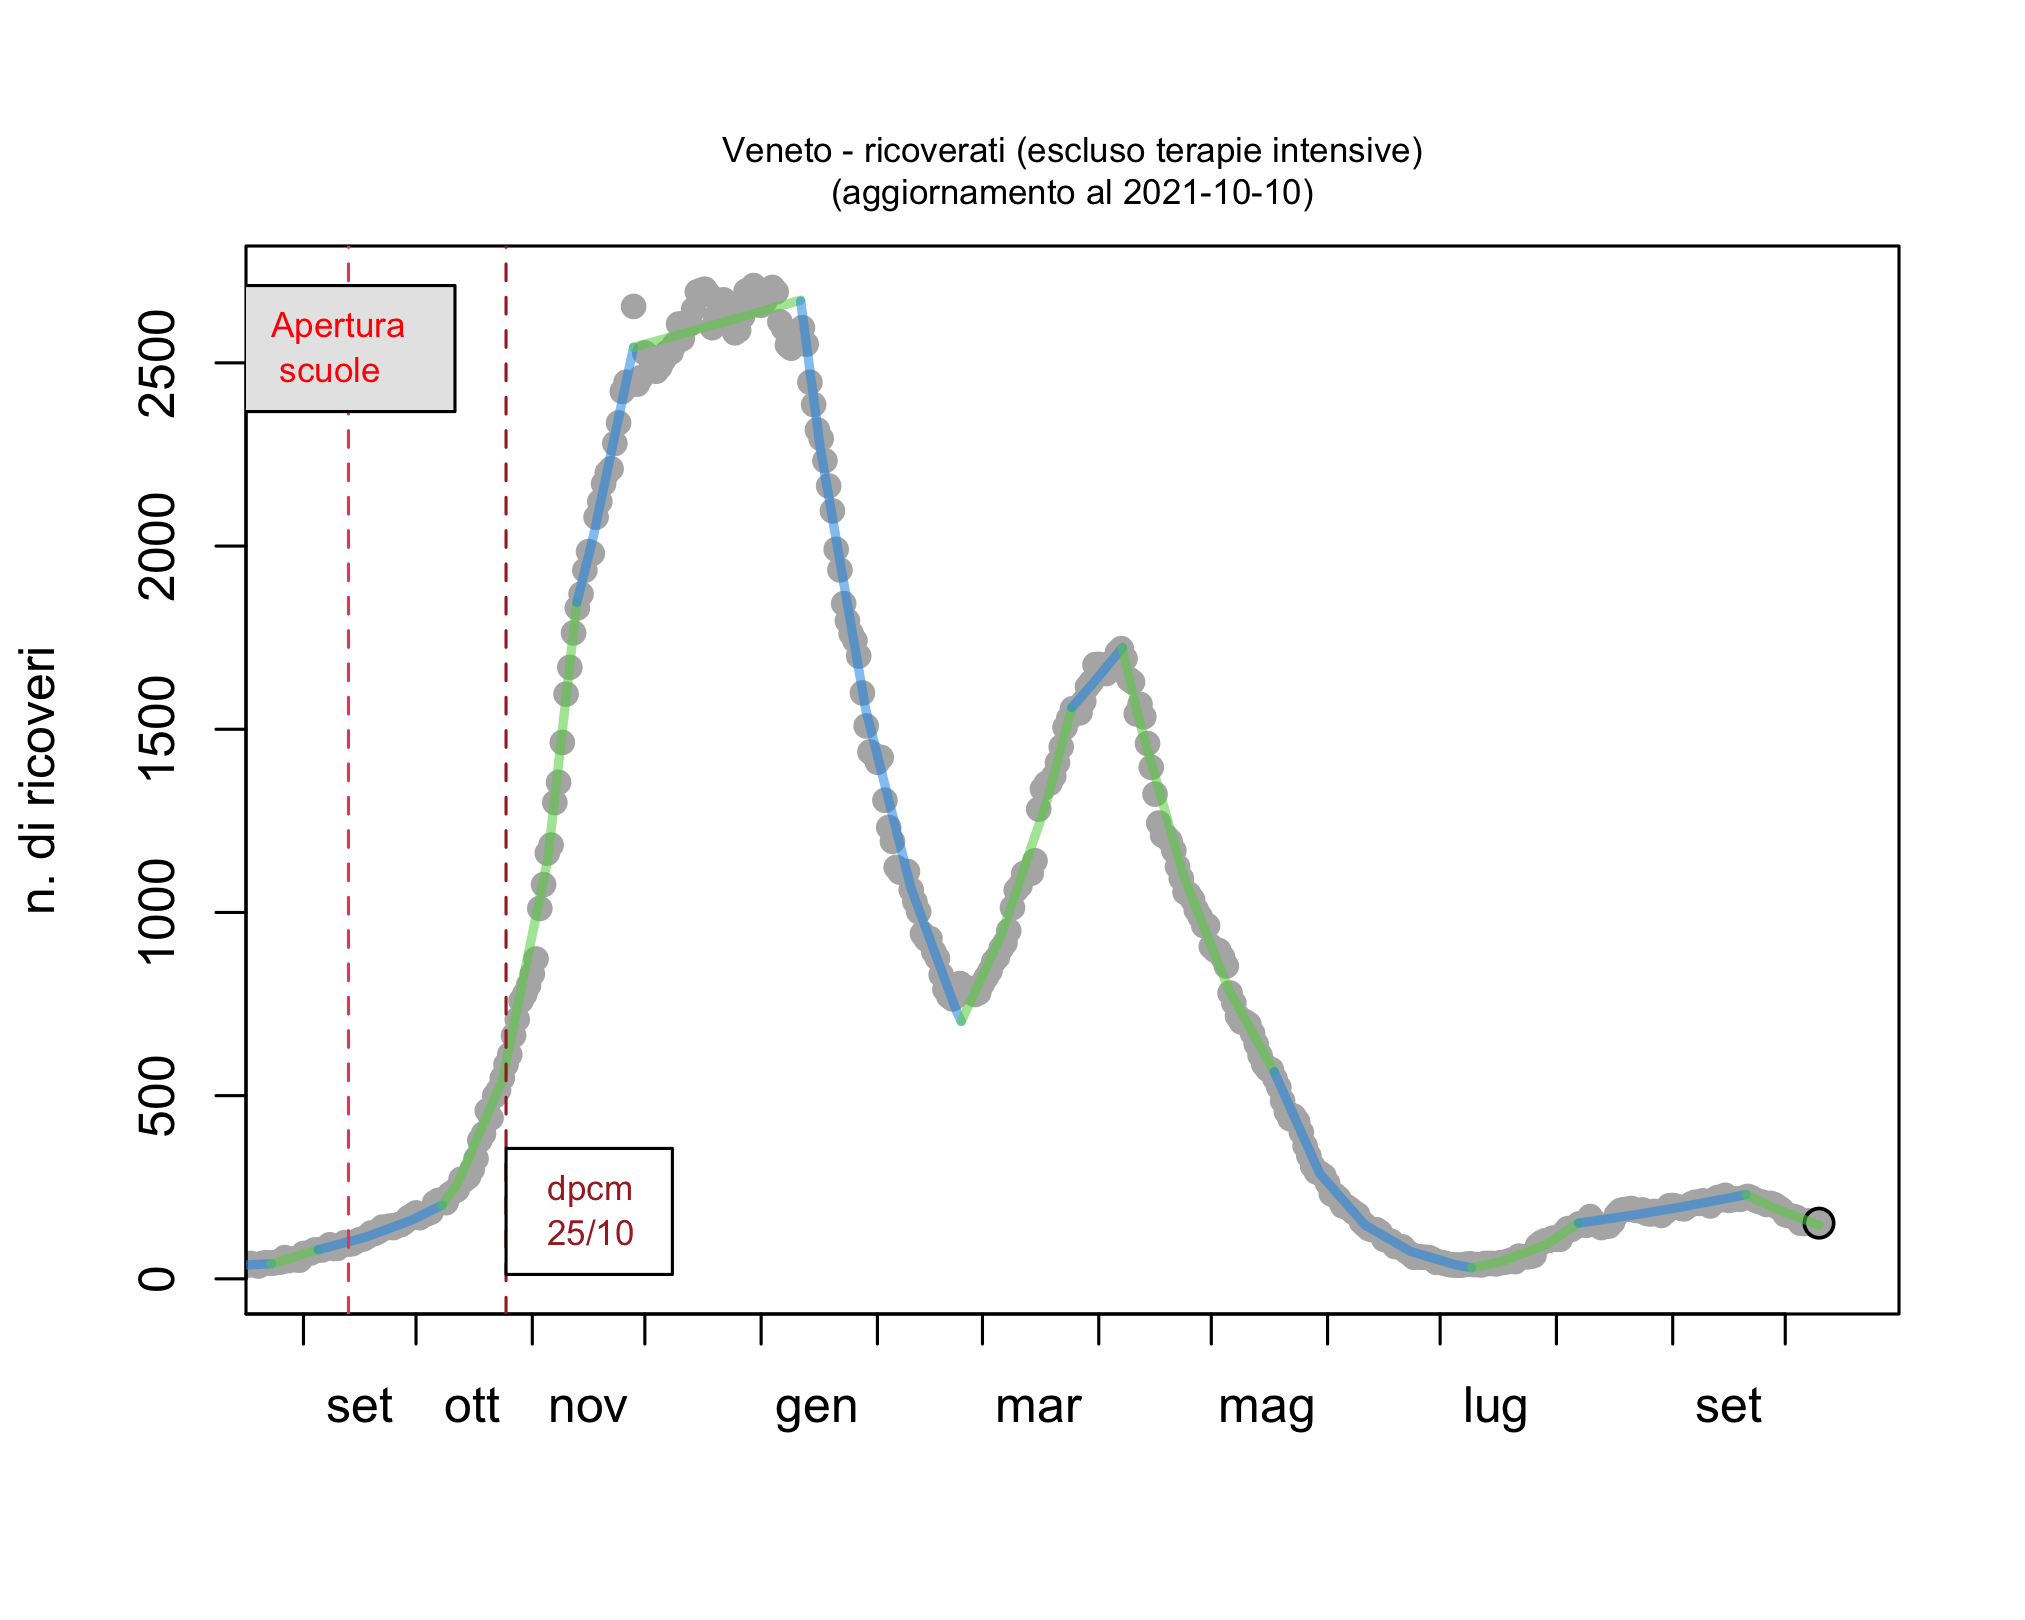 Veneto - ricoverati (escluso terapie intensive)
(aggiornamento al 2021-10-10)
n. di ricoveri
2500
2000
1500
1000
500
0
Apertura
scuole
dpcm
25/10
set ott nov gen mar mag lug set